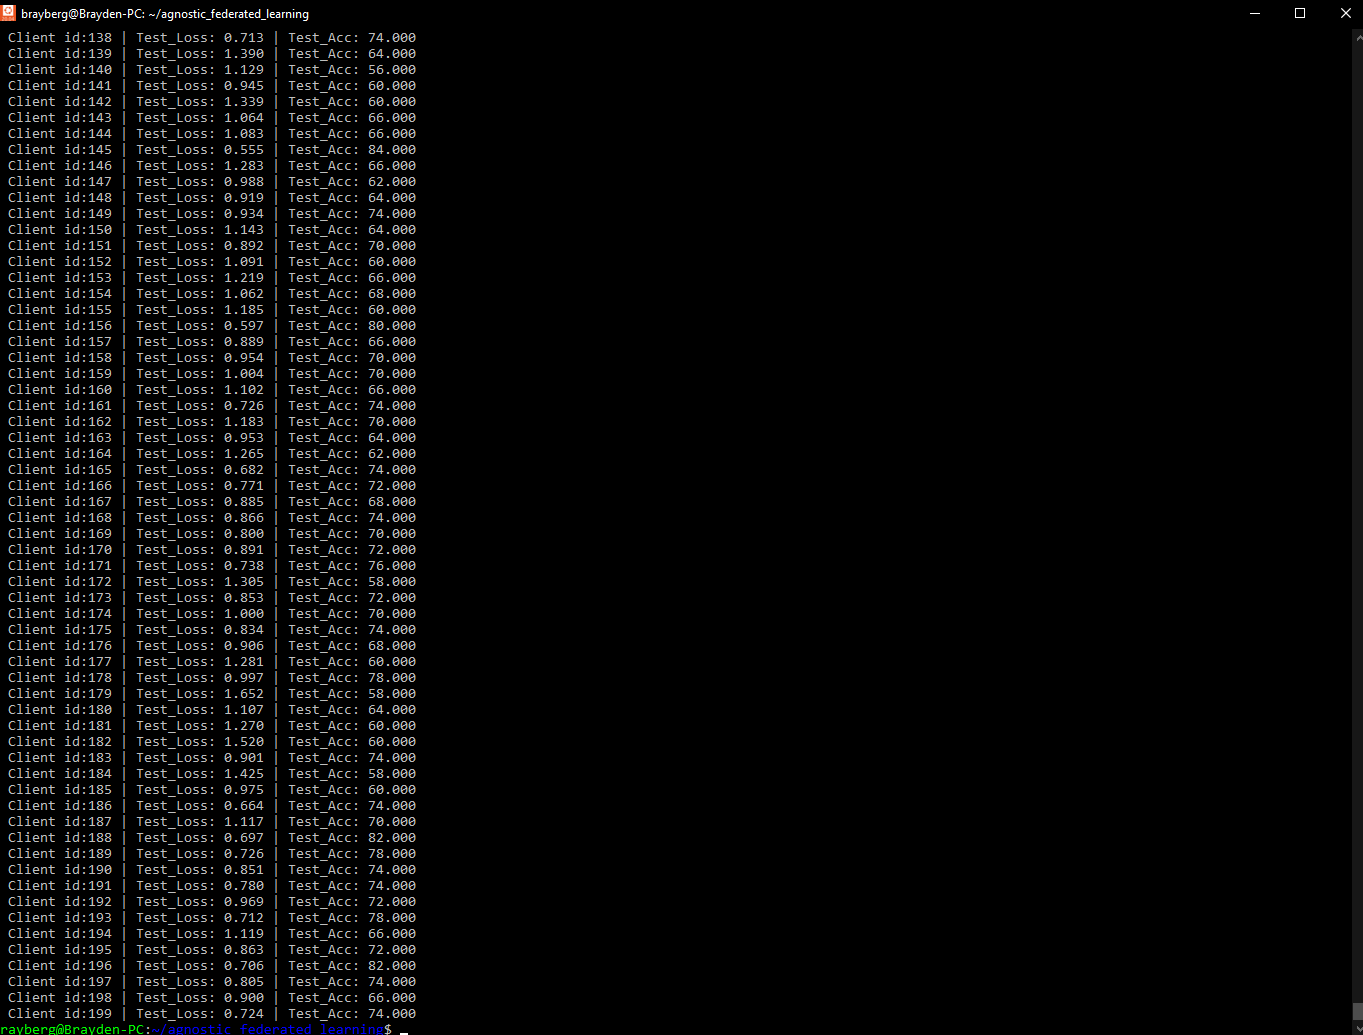 brayberg@Brayden-PC: ~/agnostic_federated_learning
Client id:138 | Test_Loss: 0.713 | Test_Acc: 74.000
Client id:139 | Test_Loss: 1.390 | Test_Acc: 64.000
Client id:140 | Test_Loss: 1.129 | Test_Acc: 56.000
Client id:141 | Test_Loss: 0.945 | Test_Acc: 60.000
Client id:142 | Test_Loss: 1.339 | Test_Acc: 60.000
Client id:143 | Test_Loss: 1.064 | Test_Acc: 66.000
Client id:144 | Test_Loss: 1.083 | Test_Acc: 66.000
Client id:145 | Test_Loss: 0.555 | Test_Acc: 84.000
Client id:146 | Test_Loss: 1.283 | Test_Acc: 66.000
Client id:147 | Test_Loss: 0.988 | Test_Acc: 62.000
Client id:148 | Test_Loss: 0.919 | Test_Acc: 64.000
Client id:149 | Test_Loss: 0.934 | Test_Acc: 74.000
Client id:150 | Test_Loss: 1.143 | Test_Acc: 64.000
Client id:151 | Test_Loss: 0.892 | Test_Acc: 70.000
Client id:152 | Test_Loss: 1.091 | Test_Acc: 60.000
Client id:153 | Test_Loss: 1.219 | Test_Acc: 66.000
Client id:154 | Test_Loss: 1.062 | Test_Acc: 68.000
Client id:155 | Test_Loss: 1.185 | Test_Acc: 60.000
Client id:156 | Test_Loss: 0.597 | Test_Acc: 80.000
Client id:157 | Test_Loss: 0.889 | Test_Acc: 66.000
Client id:158 | Test_Loss: 0.954 | Test_Acc: 70.000
Client id:159 | Test_Loss: 1.004 | Test_Acc: 70.000
Client id:160 | Test_Loss: 1.102 | Test_Acc: 66.000
Client id:161 | Test_Loss: 0.726 | Test_Acc: 74.000
Client id:162 | Test_Loss: 1.183 | Test_Acc: 70.000
Client id:163 | Test_Loss: 0.953 | Test_Acc: 64.000
Client id:164 | Test_Loss: 1.265 | Test_Acc: 62.000
Client id:165 | Test_Loss: 0.682 | Test_Acc: 74.000
Client id:166 | Test_Loss: 0.771 | Test_Acc: 72.000
Client id:167 | Test_Loss: 0.885 | Test_Acc: 68.000
Client id:168 | Test_Loss: 0.866 | Test_Acc: 74.000
Client id:169 | Test_Loss: 0.800 | Test_Acc: 70.000
Client id:170 | Test_Loss: 0.891 | Test_Acc: 72.000
Client id:171 | Test_Loss: 0.738 | Test_Acc: 76.000
Client id:172 | Test_Loss: 1.305 | Test_Acc: 58.000
Client id:173 | Test_Loss: 0.853 | Test_Acc: 72.000
Client id:174 | Test_Loss: 1.000 | Test_Acc: 70.000
Client id:175 | Test_Loss: 0.834 | Test_Acc: 74.000
Client id:176 | Test_Loss: 0.906 | Test_Acc: 68.000
Client id:177 | Test_Loss: 1.281 | Test_Acc: 60.000
Client id:178 | Test_Loss: 0.997 | Test_Acc: 78.000
Client id:179 | Test_Loss: 1.652 | Test_Acc: 58.000
Client id:180 | Test_Loss: 1.107 | Test_Acc: 64.000
Client id:181 | Test_Loss: 1.270 | Test_Acc: 60.000
Client id:182 | Test_Loss: 1.520 | Test_Acc: 60.000
Client id:183 | Test_Loss: 0.901 | Test_Acc: 74.000
Client id:184 | Test_Loss: 1.425 | Test_Acc: 58.000
Client id:185 | Test_Loss: 0.975 | Test_Acc: 60.000
Client id:186 | Test_Loss: 0.664 | Test_Acc: 74.000
Client id:187 | Test_Loss: 1.117 | Test_Acc: 70.000
Client id:188 | Test_Loss: 0.697 | Test_Acc: 82.000
Client id:189 | Test_Loss: 0.726 | Test_Acc: 78.000
Client id:190 | Test_Loss: 0.851 | Test_Acc: 74.000
Client id:191 | Test_Loss: 0.780 | Test_Acc: 74.000
Client id:192 | Test_Loss: 0.969 | Test_Acc: 72.000
Client id:193 | Test_Loss: 0.712 | Test_Acc: 78.000
Client id:194 | Test_Loss: 1.119 | Test_Acc: 66.000
Client id:195 | Test_Loss: 0.863 | Test_Acc: 72.000
Client id:196 | Test_Loss: 0.706 | Test_Acc: 82.000
Client id:197 | Test_Loss: 0.805 | Test_Acc: 74.000
Client id:198 | Test_Loss: 0.900 | Test_Acc: 66.000
Client id:199 | Test_Loss: 0.724 | Test_Acc: 74.000
rayberg@Brayden-PC:~/agnostic_federated_learning$ _